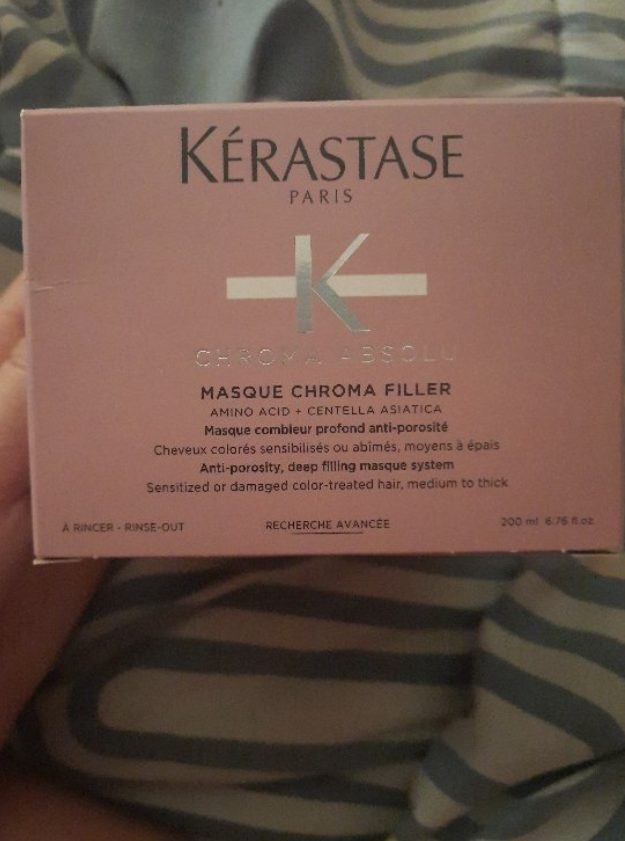 KÉRASTASE
PARIS
K
CHROMA ABSOLU
MASQUE CHROMA FILLER
AMINO ACID + CENTELLA ASIATICA
Masque combleur profond anti-porosité
Cheveux colorés sensibilisés ou abîmés, moyens à épais
Anti-porosity, deep filling masque system
Sensitized or damaged color-treated hair, medium to thick
À RINCER - RINSE-OUT
RECHERCHE AVANCÉE
200 ml 6.76 fl.oz.